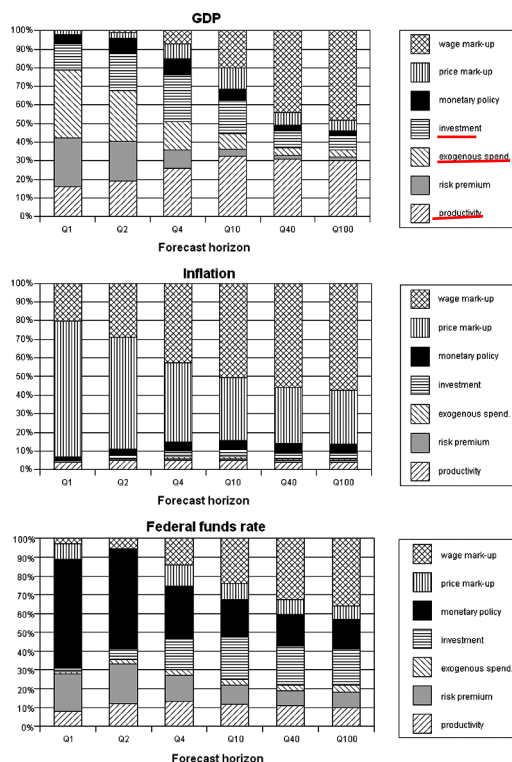 GDP
100%
90%
80%
70%
60%
50%
40%
30%
20%
10%
0%
Q1 Q2 Q4 Q10 Q40 Q100
Forecast horizon
wage mark-up
price mark-up
monetary policy
investment
exogenous spend.
risk premium
productivity
Inflation
100%
90%
80%
70%
60%
50%
40%
30%
20%
10%
0%
Q1 Q2 Q4 Q10 Q40 Q100
Forecast horizon
wage mark-up
price mark-up
monetary policy
investment
exogenous spend.
risk premium
productivity
Federal funds rate
100%
90%
80%
70%
60%
50%
40%
30%
20%
10%
0%
Q1 Q2 Q4 Q10 Q40 Q100
Forecast horizon
wage mark-up
price mark-up
monetary policy
investment
exogenous spend.
risk premium
productivity